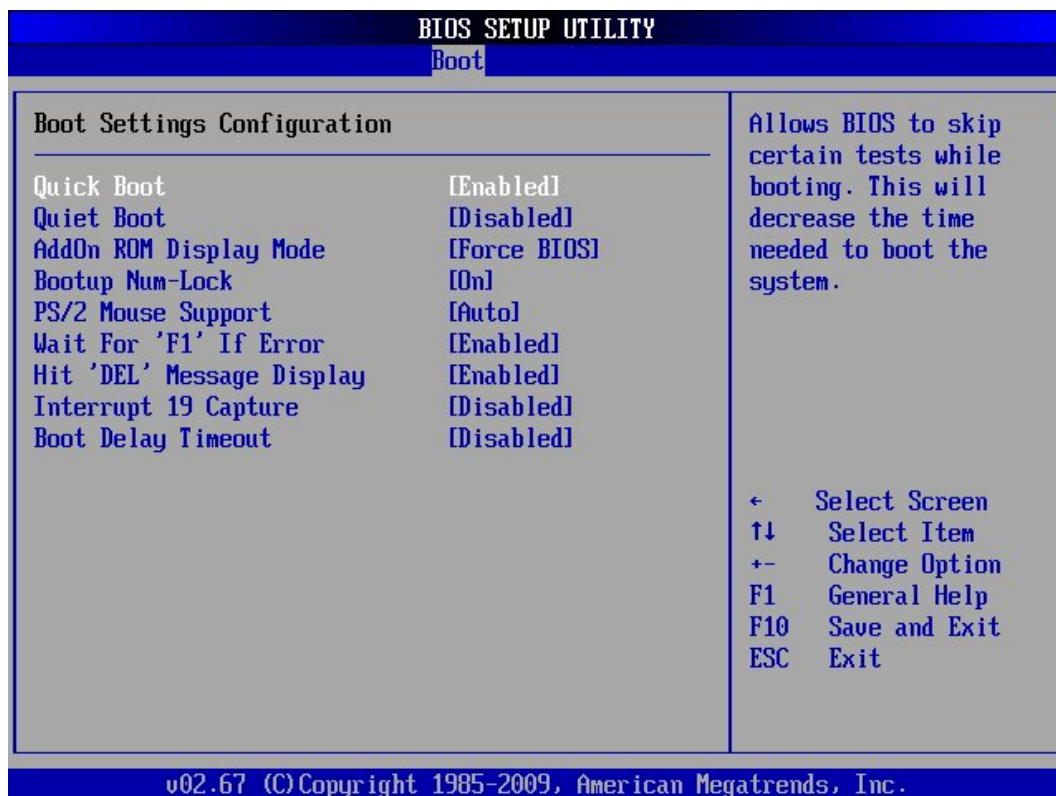 BIOS SETUP UTILITY
Boot
Boot Settings Configuration
Quick Boot [Enabled]
Quiet Boot [Disabled]
AddOn ROM Display Mode [Force BIOS]
Bootup Num-Lock [On]
PS/2 Mouse Support [Auto]
Wait For 'F1' If Error [Enabled]
Hit 'DEL' Message Display [Enabled]
Interrupt 19 Capture [Disabled]
Boot Delay Timeout [Disabled]
Allows BIOS to skip
certain tests while
booting. This will
decrease the time
needed to boot the
system.
← Select Screen
↑↓ Select Item
+- Change Option
F1 General Help
F10 Save and Exit
ESC Exit
v02.67 (C)Copyright 1985-2009, American Megatrends, Inc.